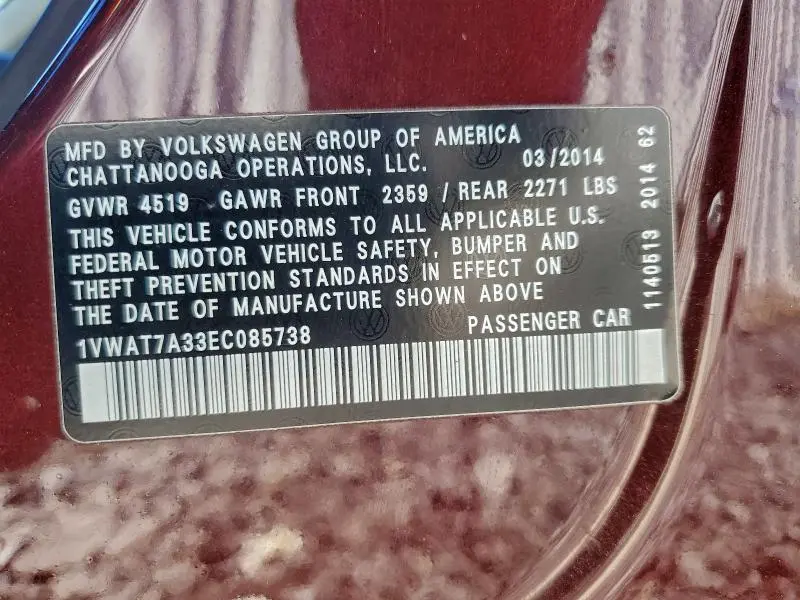 MFD BY VOLKSWAGEN GROUP OF AMERICA
CHATTANOOGA OPERATIONS, LLC. 03/2014
GVWR 4519 GAWR FRONT 2359 / REAR 2271 LBS
THIS VEHICLE CONFORMS TO ALL APPLICABLE U.S.
FEDERAL MOTOR VEHICLE SAFETY, BUMPER AND
THEFT PREVENTION STANDARDS IN EFFECT ON
THE DATE OF MANUFACTURE SHOWN ABOVE
1VWAT7A33EC085738 PASSENGER CAR
1140513 2014 62